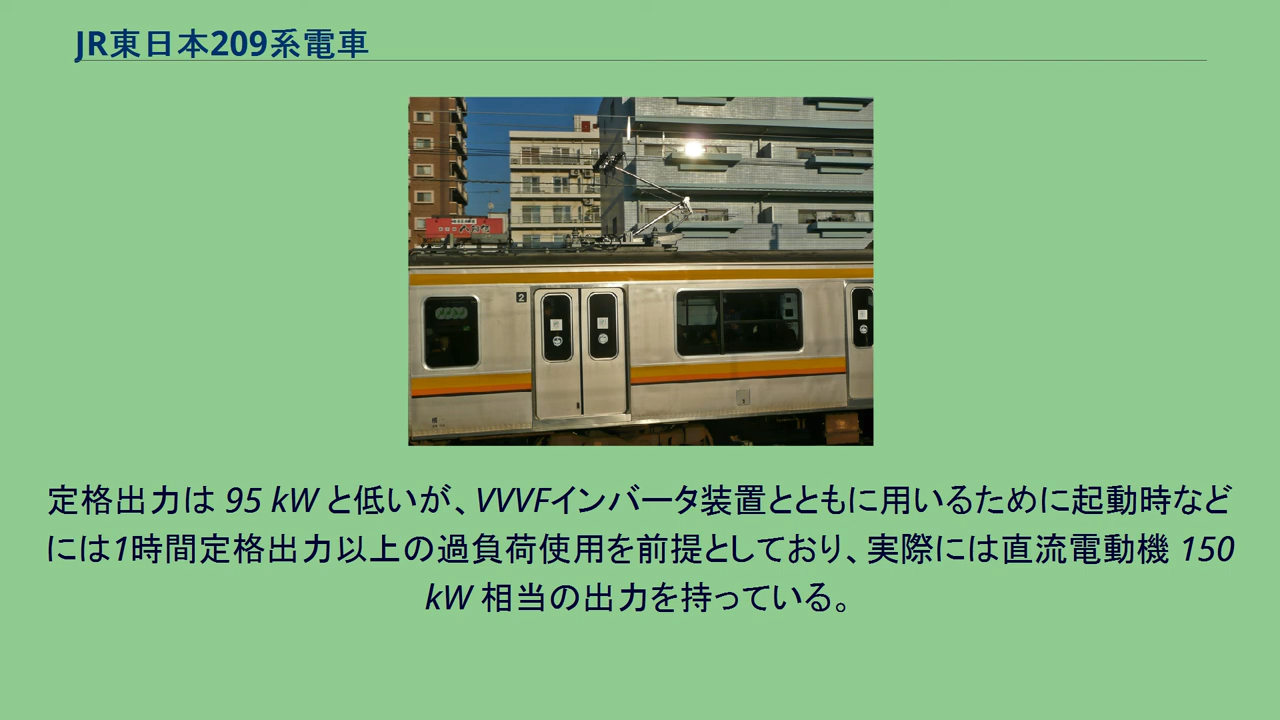 JR東日本209系電車
2
定格出力は 95 kW と低いが、VVVFインバータ装置とともに用いるために起動時など
には1時間定格出力以上の過負荷使用を前提としており、実際には直流電動機 150
kW 相当の出力を持っている。